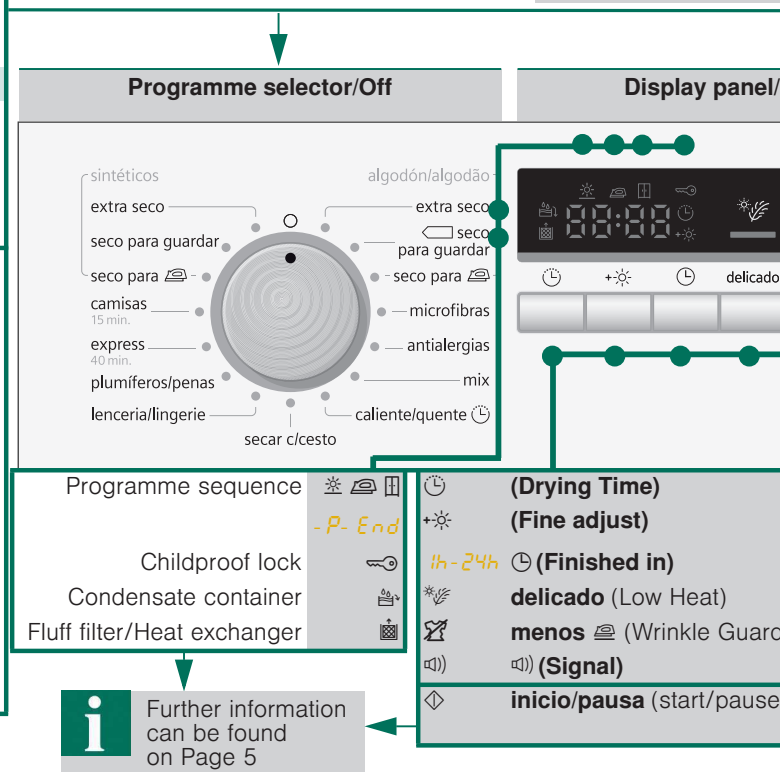 Programme selector/Off
Display panel/
sintéticos
extra seco
seco para guardar
seco para
camisas
15 min.
express
40 min.
plumíferos/penas
lenceria/lingerie
secar c/cesto
algodón/algodão
extra seco
seco
para guardar
seco para
microfibras
antialergias
mix
caliente/quente
88:88
delicado
Programme sequence
-P- End
Childproof lock
Condensate container
Fluff filter/Heat exchanger
(Drying Time)
(Fine adjust)
1h-24h (Finished in)
delicado (Low Heat)
menos (Wrinkle Guard
(Signal)
inicio/pausa (start/pause
i
Further information
can be found
on Page 5